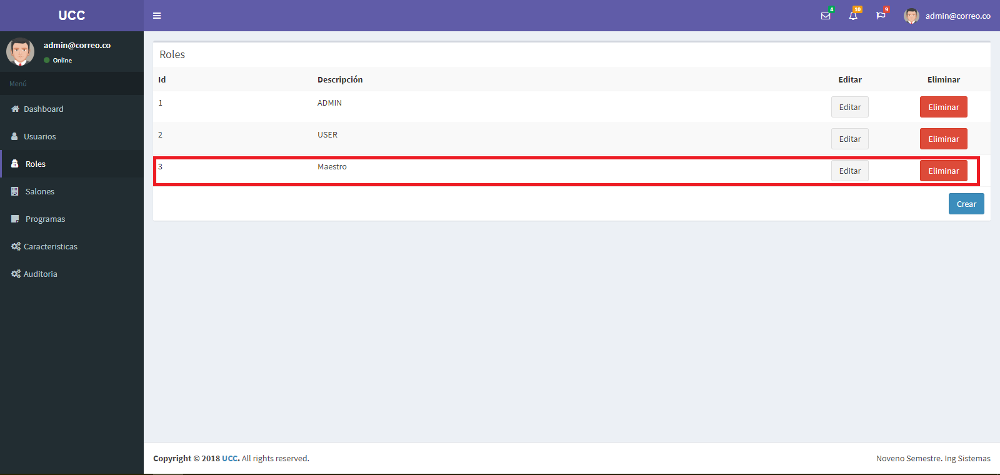 UCC
4
10
9
admin@correo.co
admin@correo.co
Online
Menú
Dashboard
Usuarios
Roles
Salones
Programas
Caracteristicas
Auditoria
Roles
Id Descripción Editar Eliminar
1 ADMIN Editar Eliminar
2 USER Editar Eliminar
3 Maestro Editar Eliminar
Crear
Copyright © 2018 UCC. All rights reserved.
Noveno Semestre. Ing Sistemas